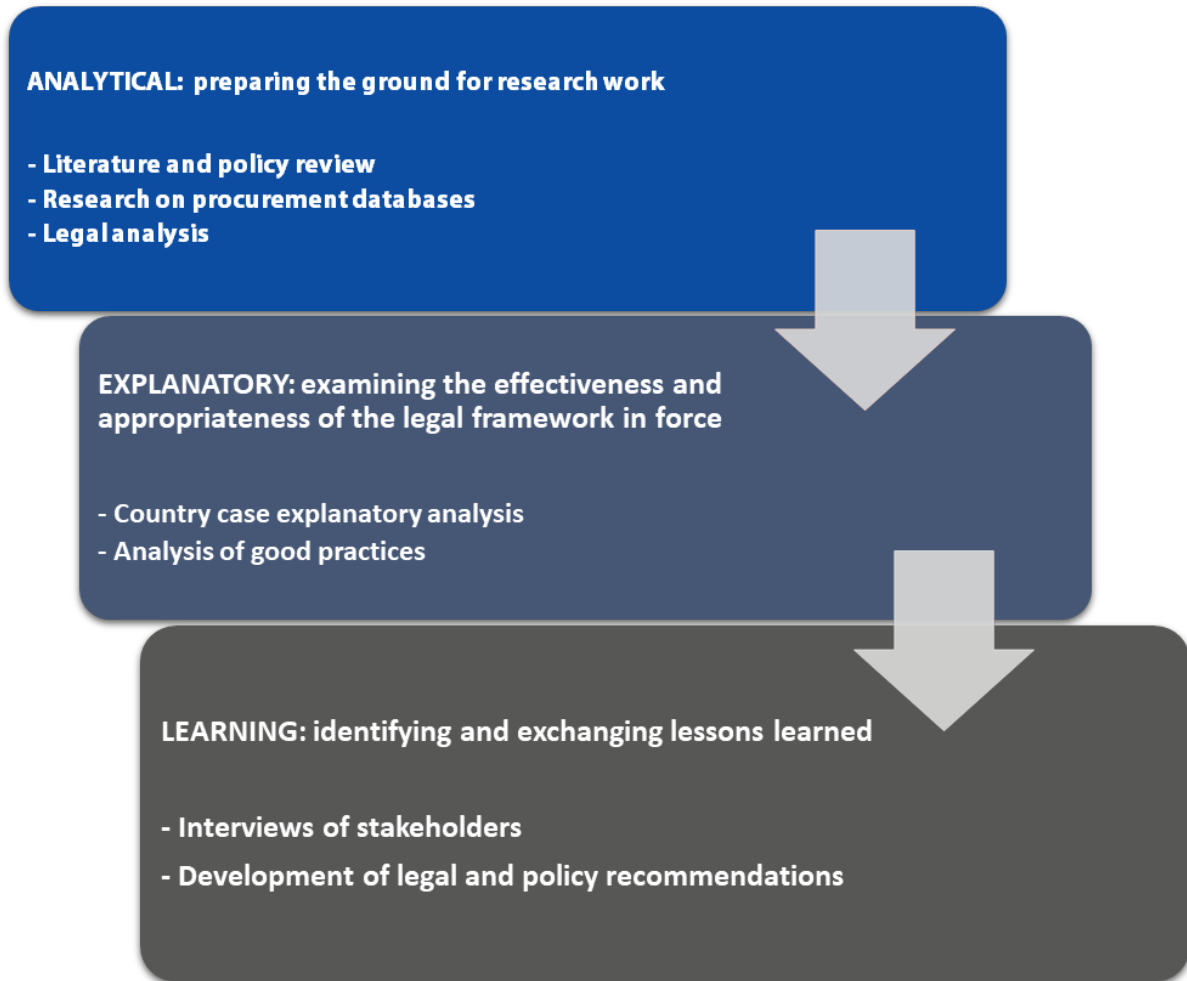 ANALYTICAL: preparing the ground for research work
- Literature and policy review
- Research on procurement databases
- Legal analysis
EXPLANATORY: examining the effectiveness and
appropriateness of the legal framework in force
- Country case explanatory analysis
- Analysis of good practices
LEARNING: identifying and exchanging lessons learned
- Interviews of stakeholders
- Development of legal and policy recommendations